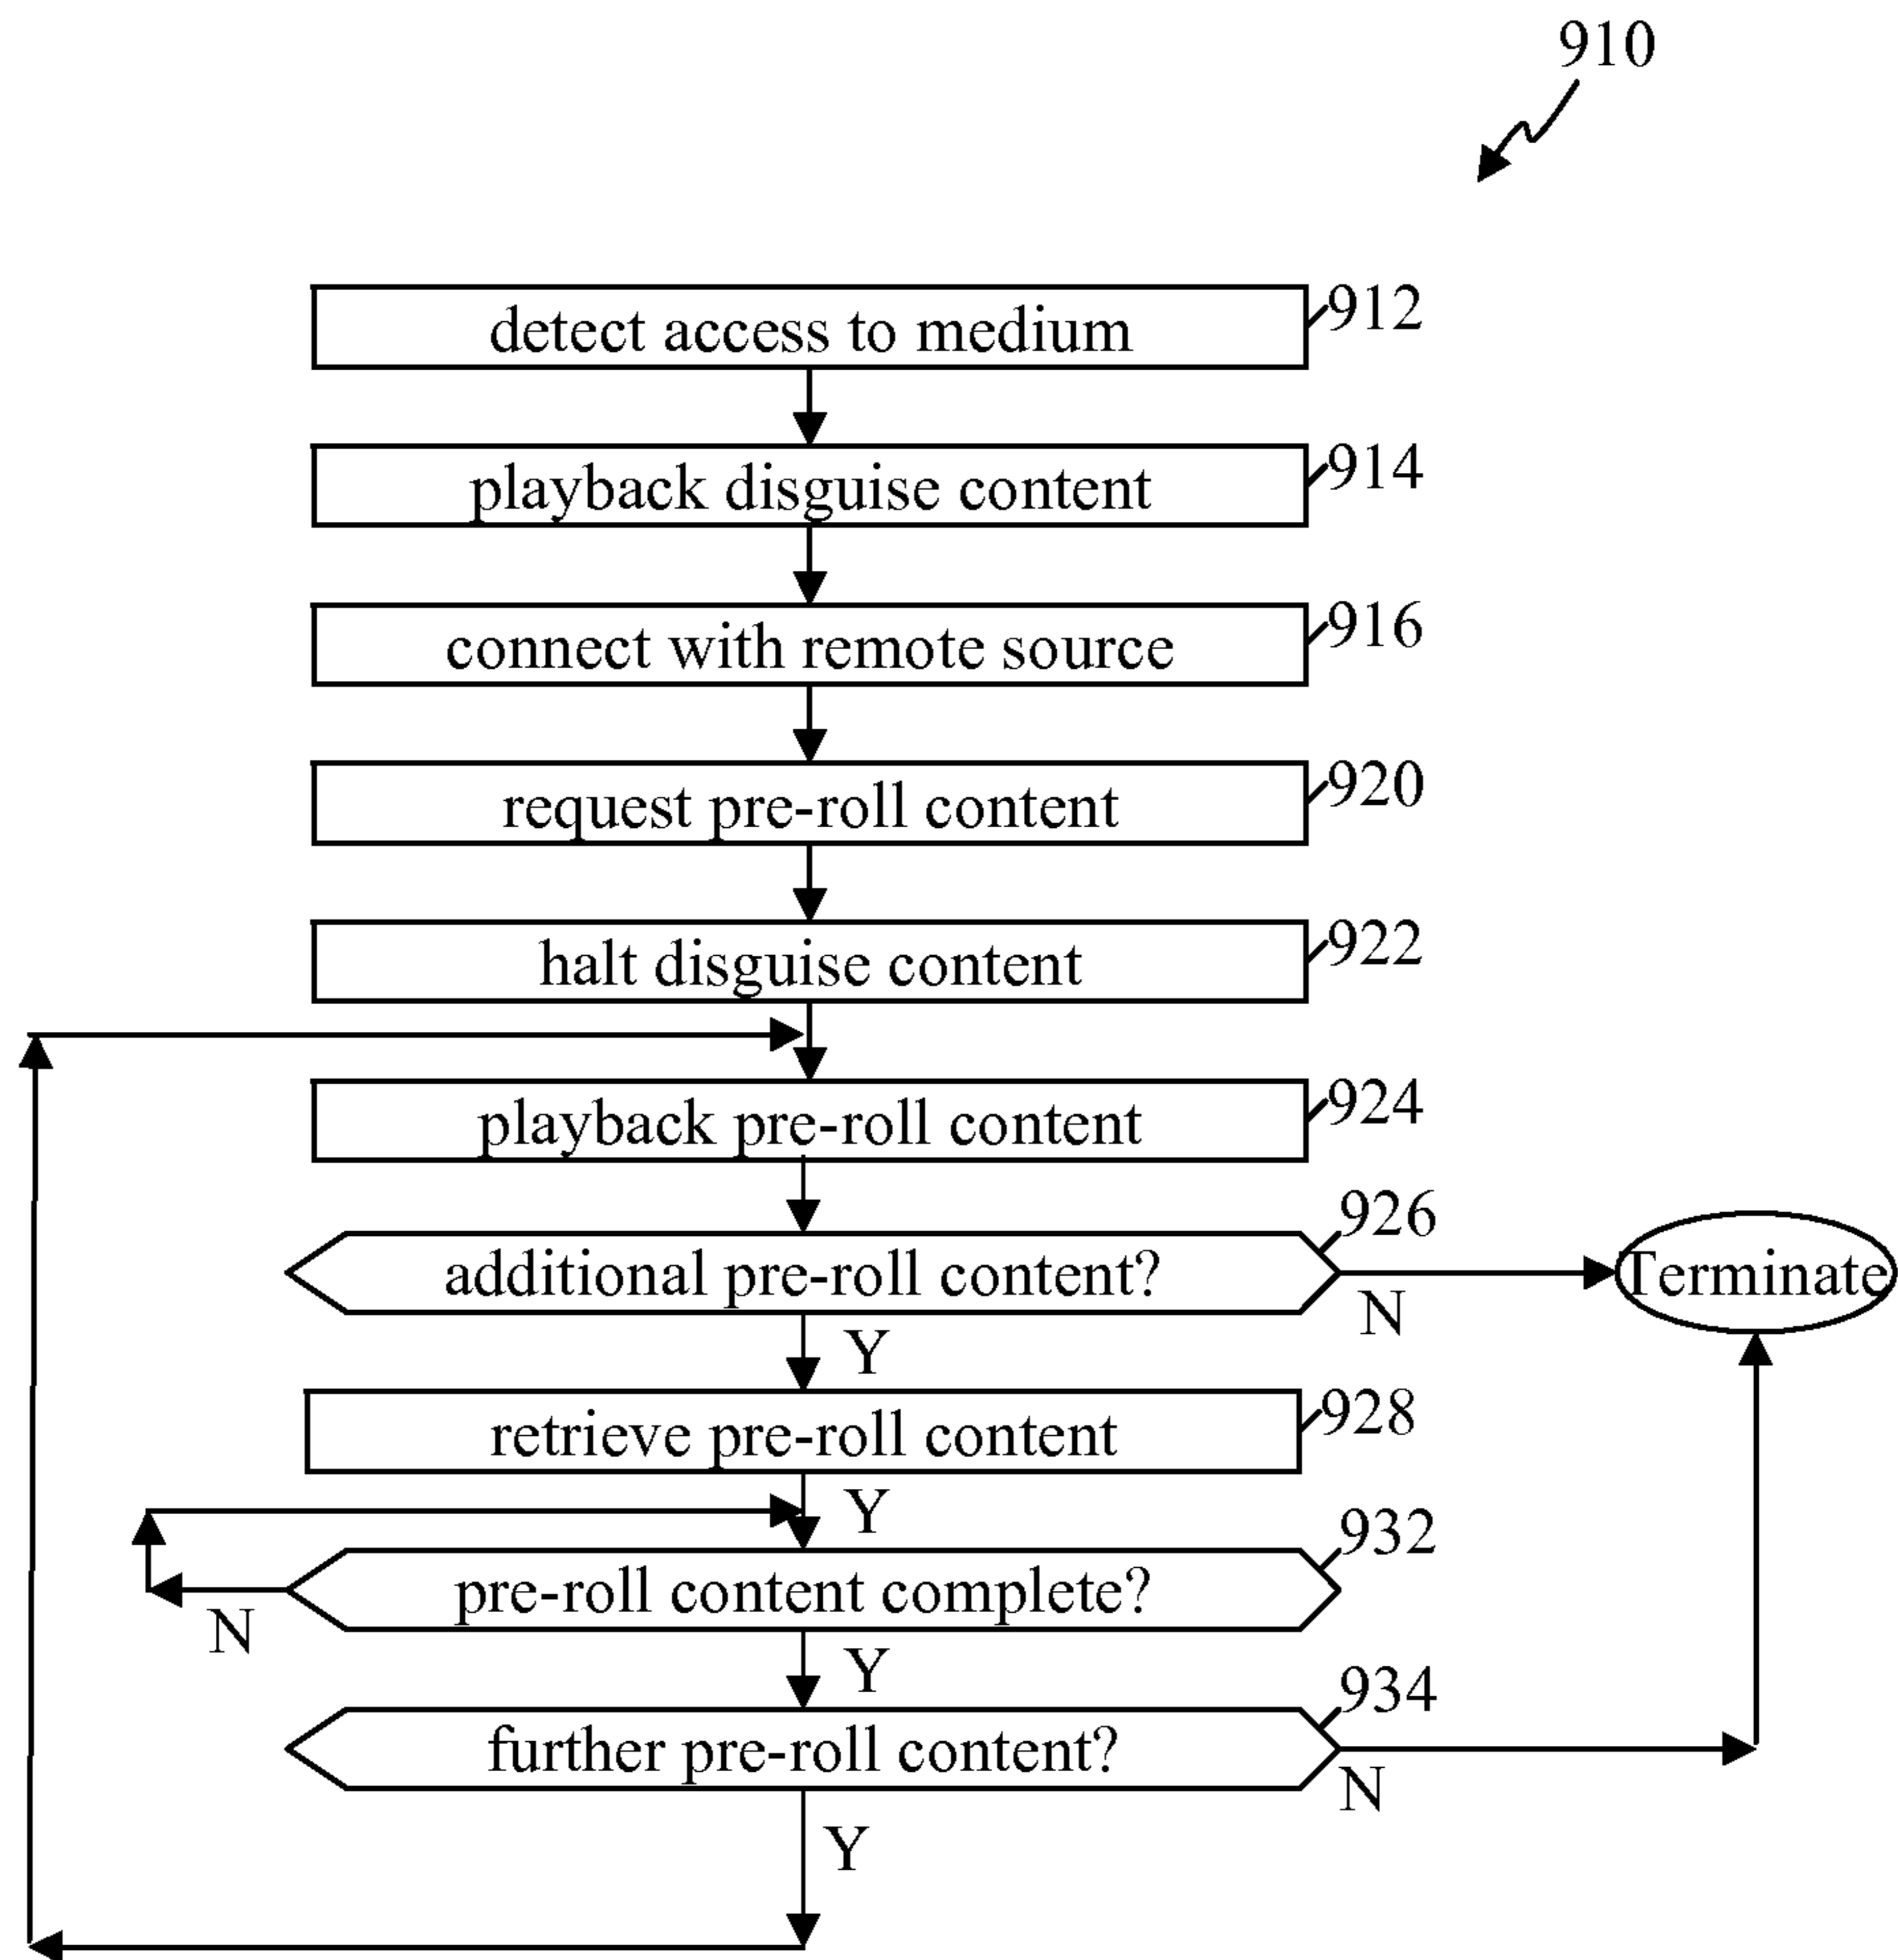 910
detect access to medium
912
playback disguise content
914
connect with remote source
916
request pre-roll content
920
halt disguise content
922
playback pre-roll content
924
additional pre-roll content?
926
Terminate
N
Y
retrieve pre-roll content
928
Y
pre-roll content complete?
932
N
Y
further pre-roll content?
934
N
Y